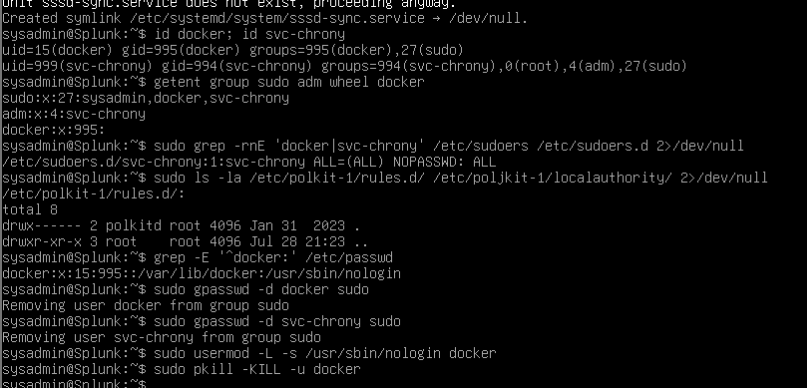 Unit sssd-sync.service does not exist, proceeding anyway.
Created symlink /etc/systemd/system/sssd-sync.service → /dev/null.
sysadmin@Splunk:~$ id docker; id svc-chrony
uid=15(docker) gid=995(docker) groups=995(docker),27(sudo)
uid=999(svc-chrony) gid=994(svc-chrony) groups=994(svc-chrony),0(root),4(adm),27(sudo)
sysadmin@Splunk:~$ getent group sudo adm wheel docker
sudo:x:27:sysadmin,docker,svc-chrony
adm:x:4:svc-chrony
docker:x:995:
sysadmin@Splunk:~$ sudo grep -rnE 'docker|svc-chrony' /etc/sudoers /etc/sudoers.d 2>/dev/null
/etc/sudoers.d/svc-chrony:1:svc-chrony ALL=(ALL) NOPASSWD: ALL
sysadmin@Splunk:~$ sudo ls -la /etc/polkit-1/rules.d/ /etc/poljkit-1/localauthority/ 2>/dev/null
/etc/polkit-1/rules.d/:
total 8
drwx------ 2 polkitd root 4096 Jan 31  2023 .
drwxr-xr-x 3 root    root 4096 Jul 28 21:23 ..
sysadmin@Splunk:~$ grep -E '^docker:' /etc/passwd
docker:x:15:995::/var/lib/docker:/usr/sbin/nologin
sysadmin@Splunk:~$ sudo gpasswd -d docker sudo
Removing user docker from group sudo
sysadmin@Splunk:~$ sudo gpasswd -d svc-chrony sudo
Removing user svc-chrony from group sudo
sysadmin@Splunk:~$ sudo usermod -L -s /usr/sbin/nologin docker
sysadmin@Splunk:~$ sudo pkill -KILL -u docker
sysadmin@Splunk:~$